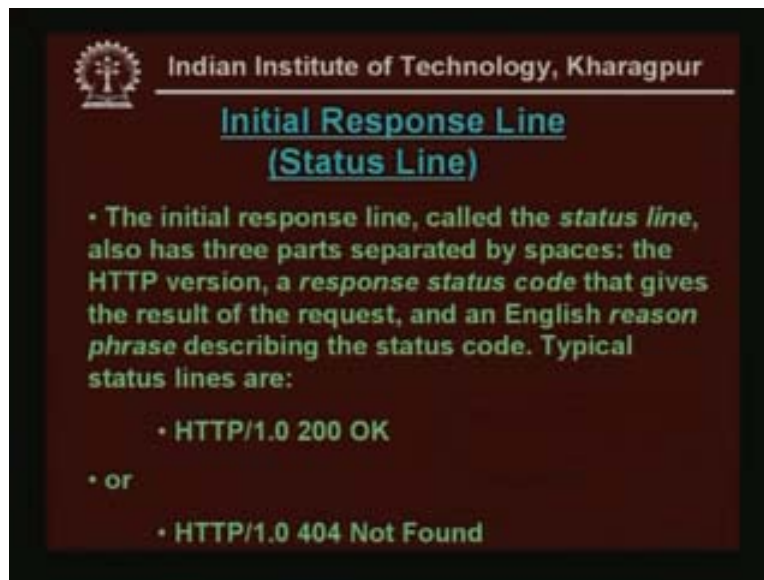 Indian Institute of Technology, Kharagpur
Initial Response Line
(Status Line)
• The initial response line, called the status line,
also has three parts separated by spaces: the
HTTP version, a response status code that gives
the result of the request, and an English reason
phrase describing the status code. Typical
status lines are:
• HTTP/1.0 200 OK
• or
• HTTP/1.0 404 Not Found